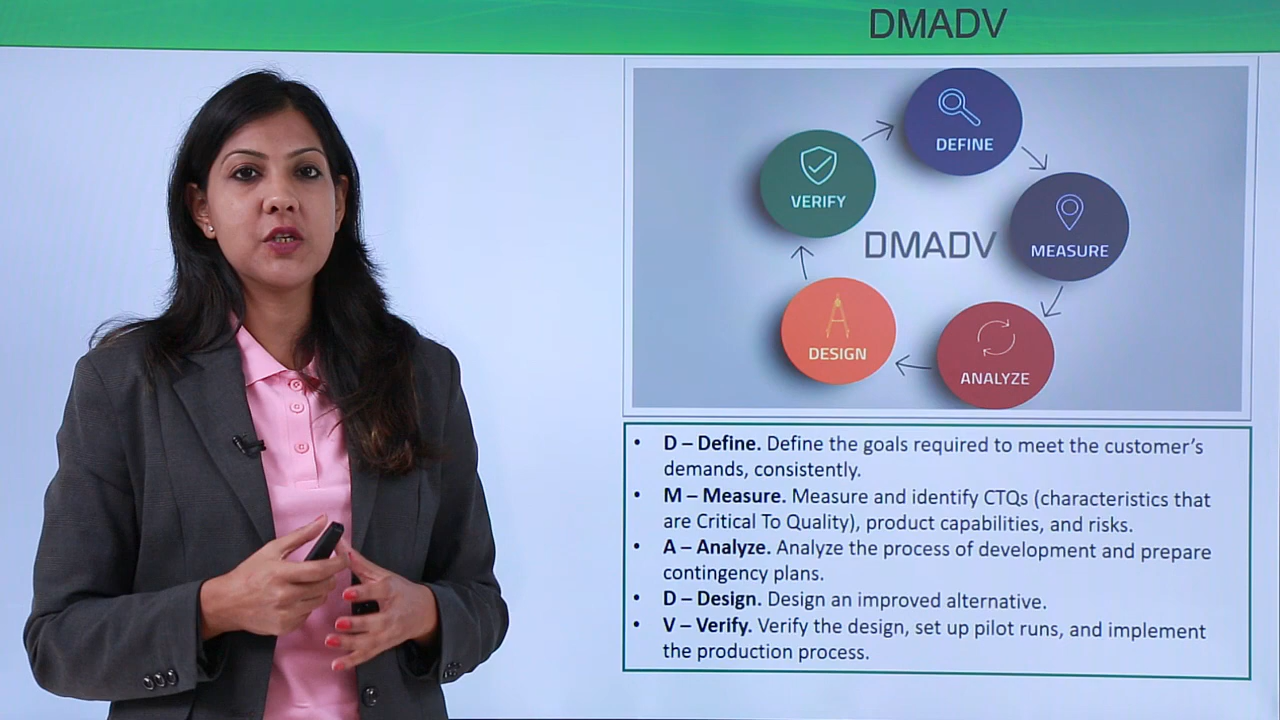 DMADV
DEFINE
VERIFY
MEASURE
DMADV
DESIGN
ANALYZE
• D – Define. Define the goals required to meet the customer's
demands, consistently.
• M – Measure. Measure and identify CTQs (characteristics that
are Critical To Quality), product capabilities, and risks.
• A – Analyze. Analyze the process of development and prepare
contingency plans.
• D – Design. Design an improved alternative.
• V – Verify. Verify the design, set up pilot runs, and implement
the production process.